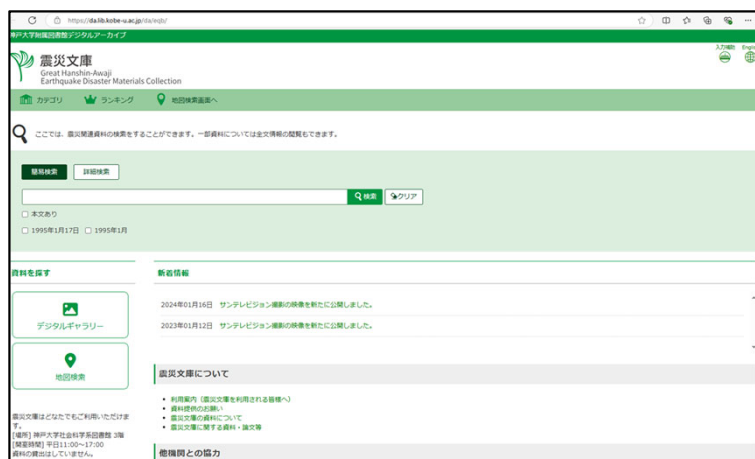 https://da.lib.kobe-u.ac.jp/da/eqb/
神戸大学附属図書館デジタルアーカイブ
震災文庫
Great Hanshin-Awaji
Earthquake Disaster Materials Collection
入力補助 English
カテゴリ ランキング 地図検索画面へ
ここでは、震災関連資料の検索をすることができます。一部資料については全文情報の閲覧もできます。
簡易検索 詳細検索
検索 クリア
本文あり
1995年1月17日 1995年1月
資料を探す
デジタルギャラリー
地図検索
震災文庫はどなたでもご利用いただけま
す。
[場所] 神戸大学社会科学系図書館 3階
[開室時間] 平日11:00~17:00
資料の貸出はしていません。
新着情報
2024年01月16日 サンテレビジョン撮影の映像を新たに公開しました。
2023年01月12日 サンテレビジョン撮影の映像を新たに公開しました。
震災文庫について
利用案内(震災文庫を利用される皆様へ)
資料提供のお願い
震災文庫の資料について
震災文庫に関する資料・論文等
他機関との協力